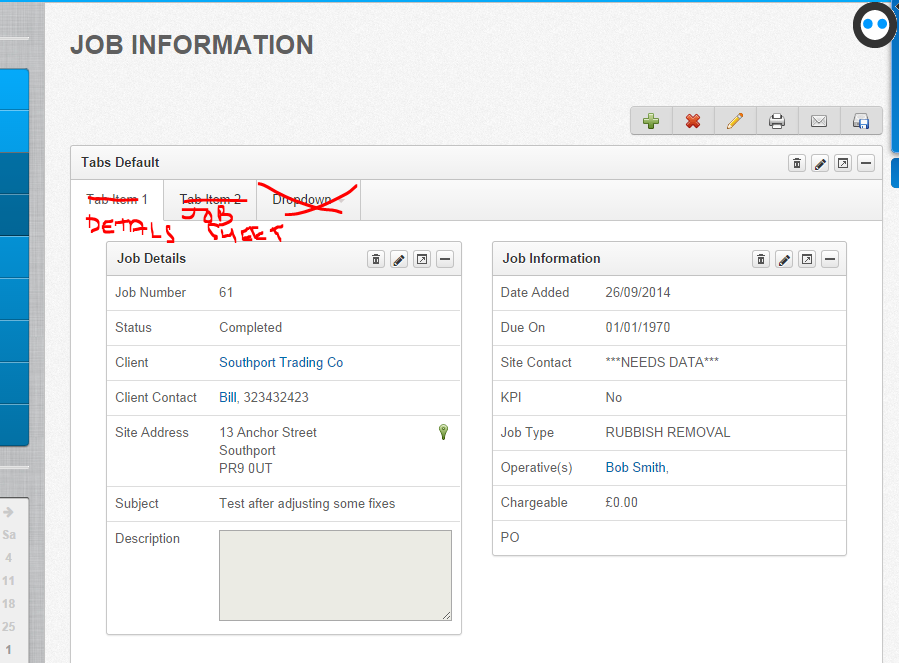 JOB INFORMATION
Tabs Default
Tab Item 1 Tab Item 2 Dropdown
DETALS JOB SHEET
Job Details
Job Number 61
Status Completed
Client Southport Trading Co
Client Contact Bill, 323432423
Site Address 13 Anchor Street
Southport
PR9 0UT
Subject Test after adjusting some fixes
Description
Job Information
Date Added 26/09/2014
Due On 01/01/1970
Site Contact ***NEEDS DATA***
KPI No
Job Type RUBBISH REMOVAL
Operative(s) Bob Smith,
Chargeable £0.00
PO
Sa
4
11
18
25
1